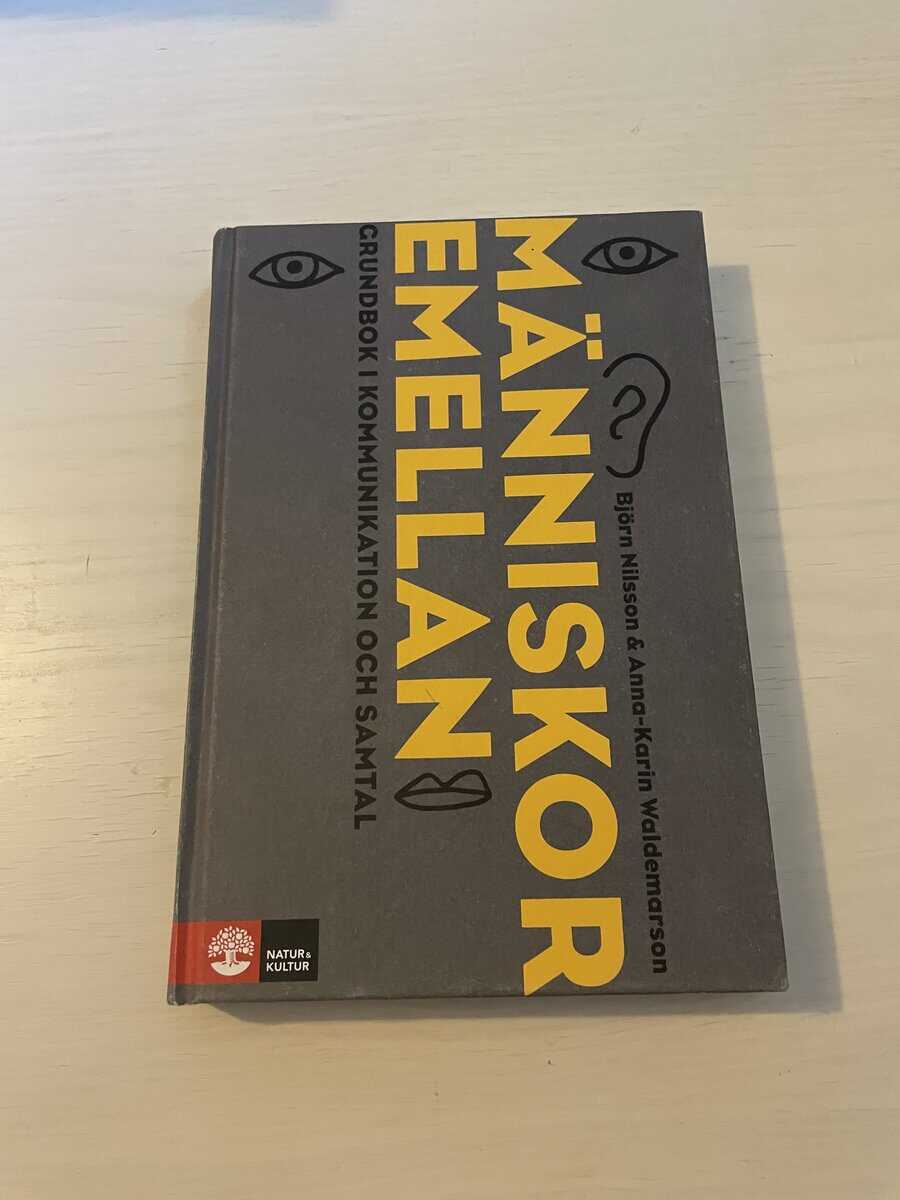 Björn Nilsson & Anna-Karin Waldemarson
MÄNNISKOR
EMELLAN
GRUNDBOK I KOMMUNIKATION OCH SAMTAL
NATUR &
KULTUR